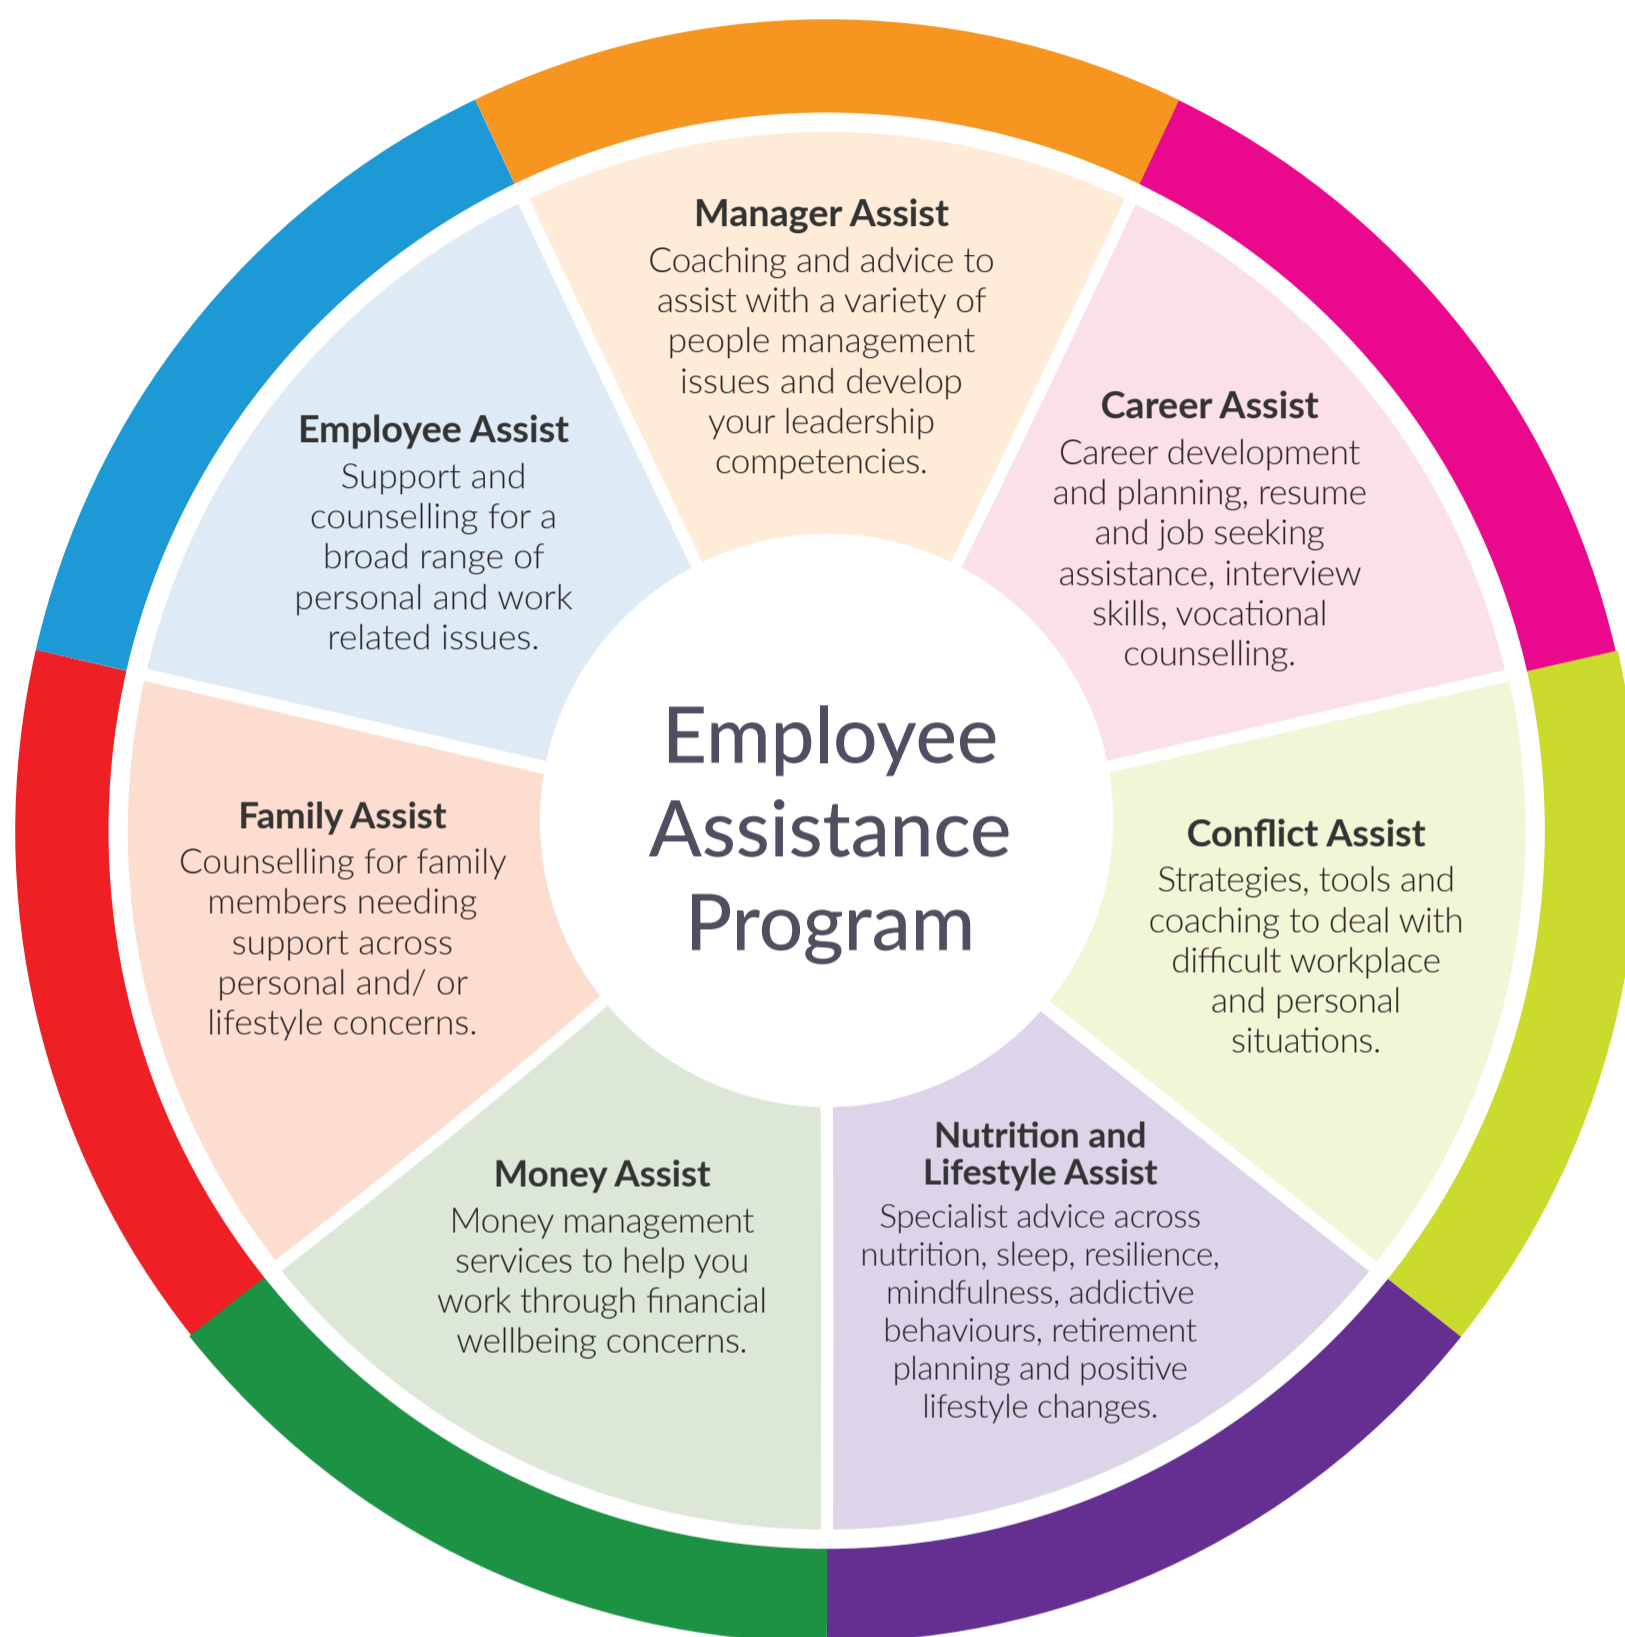 Manager Assist
Coaching and advice to
assist with a variety of
people management
issues and develop
your leadership
competencies.
Career Assist
Career development
and planning, resume
and job seeking
assistance, interview
skills, vocational
counselling.
Conflict Assist
Strategies, tools and
coaching to deal with
difficult workplace
and personal
situations.
Nutrition and
Lifestyle Assist
Specialist advice across
nutrition, sleep, resilience,
mindfulness, addictive
behaviours, retirement
planning and positive
lifestyle changes.
Money Assist
Money management
services to help you
work through financial
wellbeing concerns.
Family Assist
Counselling for family
members needing
support across
personal and/ or
lifestyle concerns.
Employee Assist
Support and
counselling for a
broad range of
personal and work
related issues.
Employee
Assistance
Program